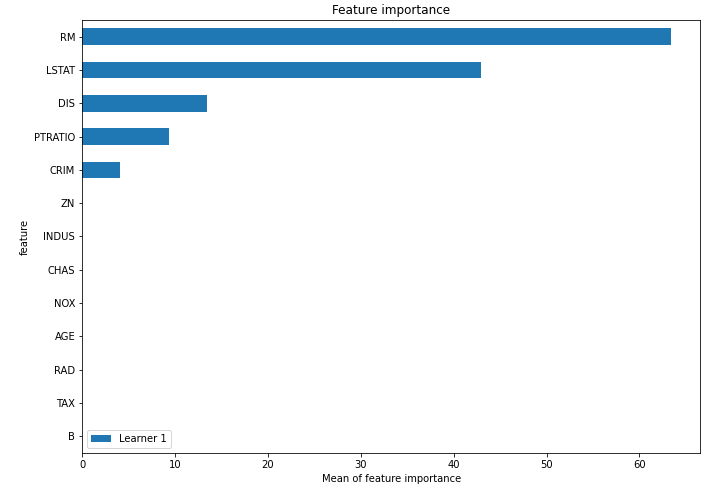 Feature importance
RM
LSTAT
DIS
PTRATIO
CRIM
ZN
INDUS
CHAS
NOX
AGE
RAD
TAX
B
feature
Learner 1
0 10 20 30 40 50 60
Mean of feature importance